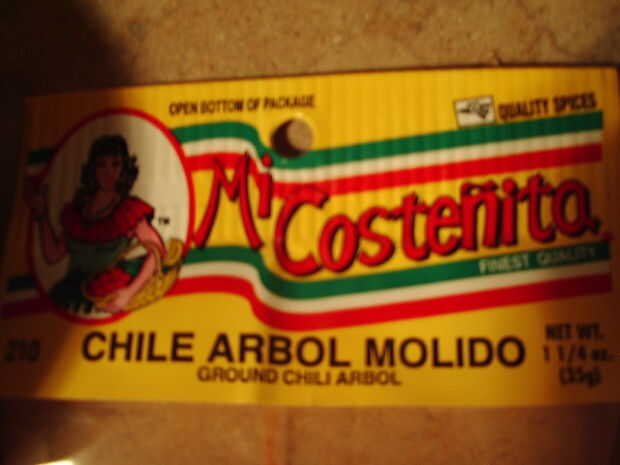 OPEN BOTTOM OF PACKAGE
QUALITY SPICES
Mi Costeñita
TM
FINEST QUALITY
210
CHILE ARBOL MOLIDO
GROUND CHILI ARBOL
NET WT.
1 1/4 oz.
(35g)